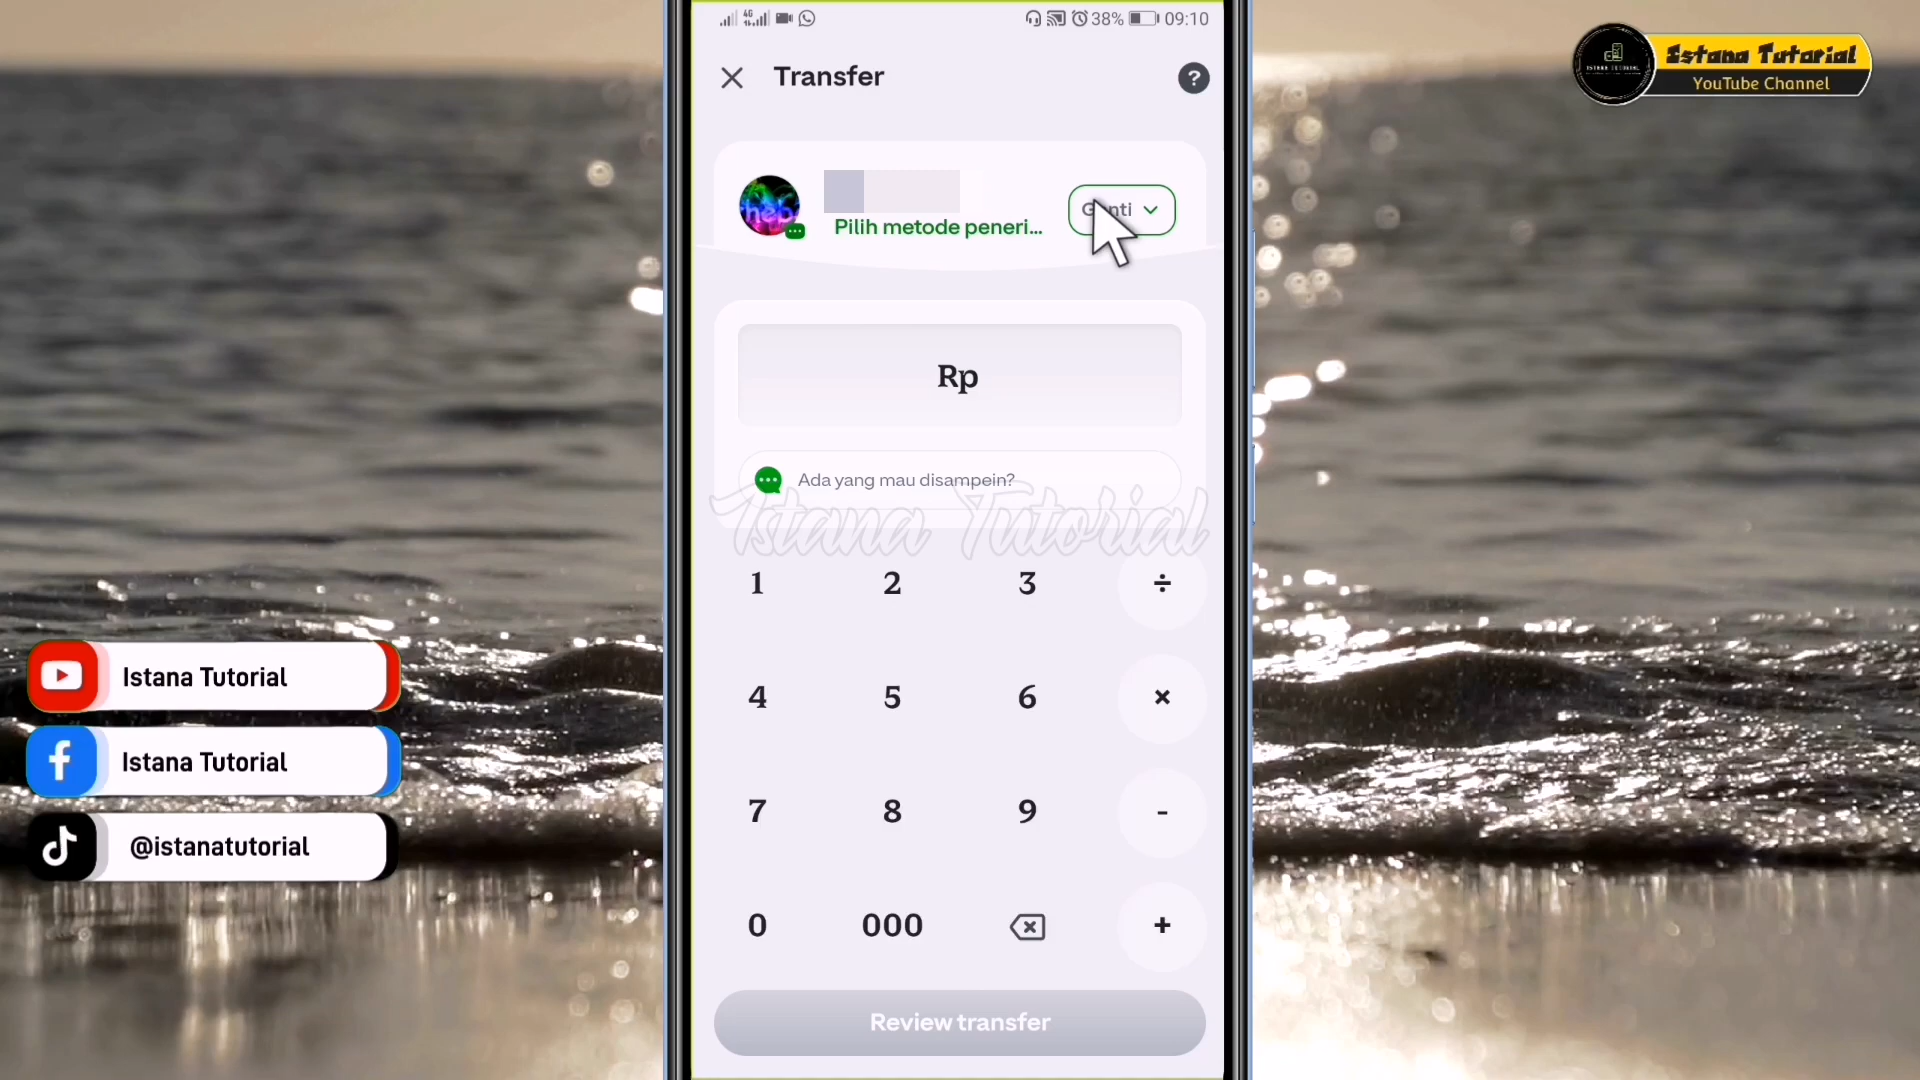 4G
38%
09:10
Transfer
?
Pilih metode peneri...
Rp
Ada yang mau disampein?
Istana Tutorial
1 2 3 ÷
4 5 6 ×
7 8 9 -
0 000 +
Review transfer
Istana Tutorial
YouTube Channel
Istana Tutorial
Istana Tutorial
@istanatutorial